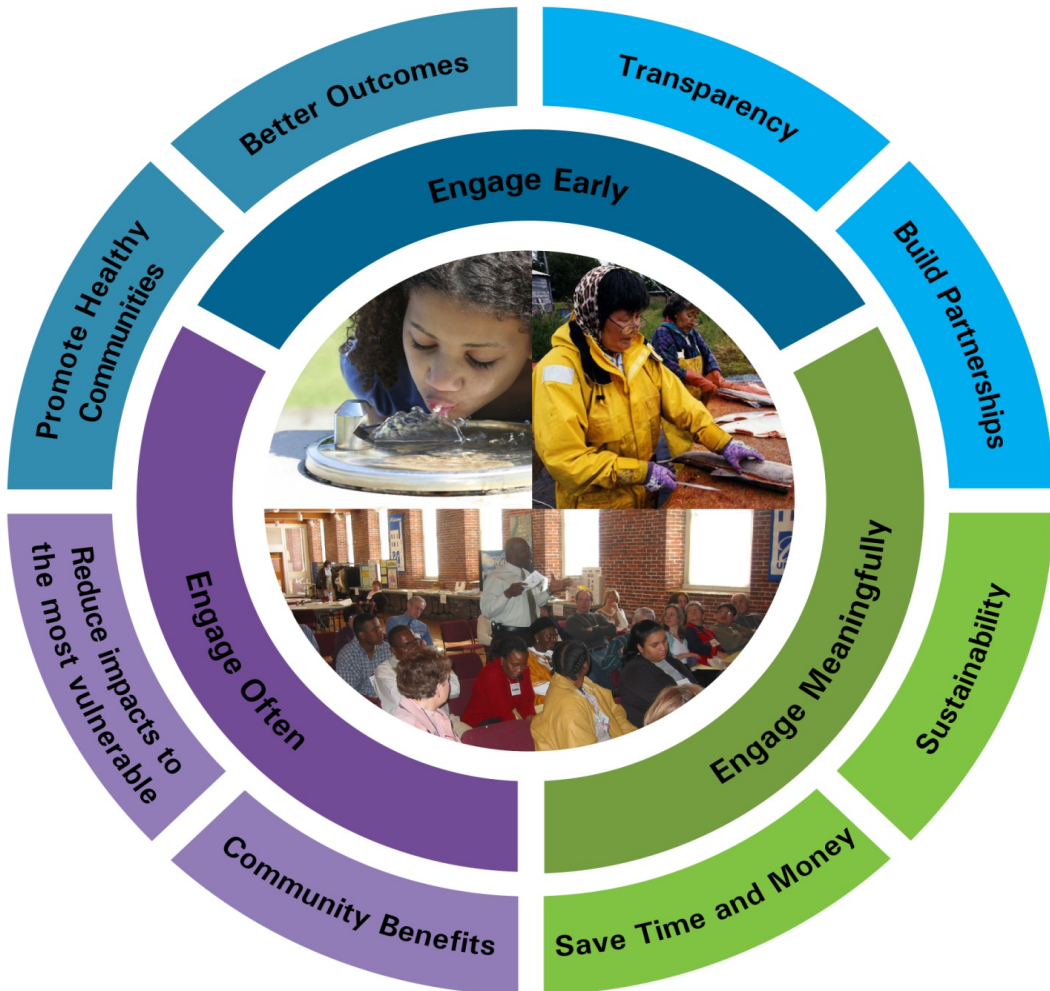 Better Outcomes
Transparency
Build Partnerships
Sustainability
Save Time and Money
Community Benefits
Reduce impacts to
the most vulnerable
Promote Healthy
Communities
Engage Early
Engage Meaningfully
Engage Often